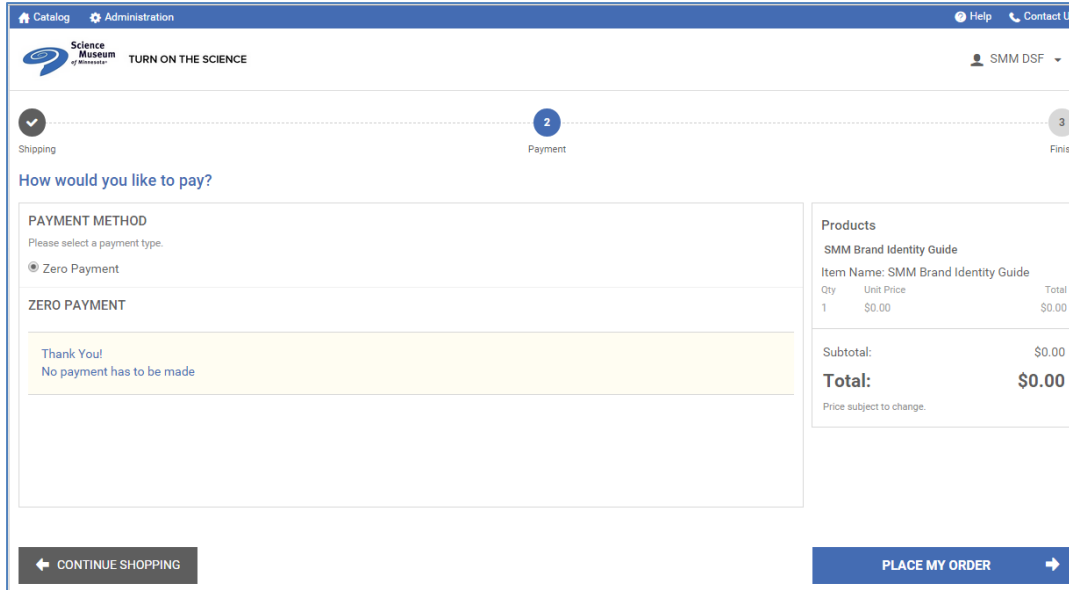 Catalog Administration Help Contact U
Science
Museum
of Minnesota
TURN ON THE SCIENCE
SMM DSF
2
3
Shipping Payment Finis
How would you like to pay?
PAYMENT METHOD
Please select a payment type.
Zero Payment
ZERO PAYMENT
Thank You!
No payment has to be made
Products
SMM Brand Identity Guide
Item Name: SMM Brand Identity Guide
Qty Unit Price Total
1 $0.00 $0.00
Subtotal: $0.00
Total: $0.00
Price subject to change.
CONTINUE SHOPPING
PLACE MY ORDER